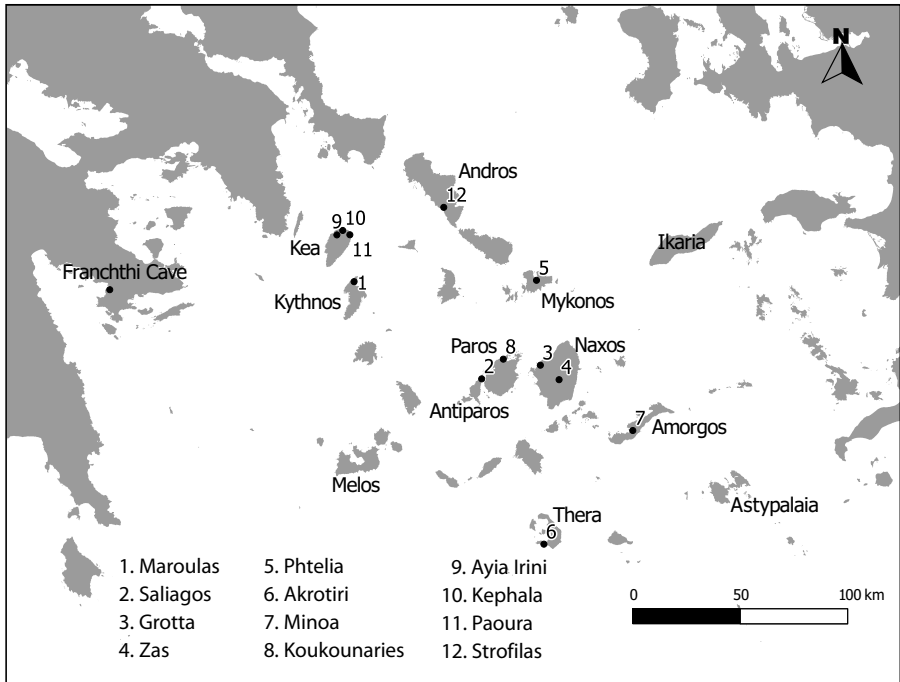 N
Andros
12
9
10
Kea
11
Ikaria
Franchthi Cave
1
5
Kythnos
Mykonos
Paros
8
3
Naxos
2
4
Antiparos
7
Amorgos
Melos
Astypalaia
Thera
6
1. Maroulas
2. Saliagos
3. Grotta
4. Zas
5. Phtelia
6. Akrotiri
7. Minoa
8. Koukounaries
9. Ayia Irini
10. Kephala
11. Paoura
12. Strofilas
0 50 100 km